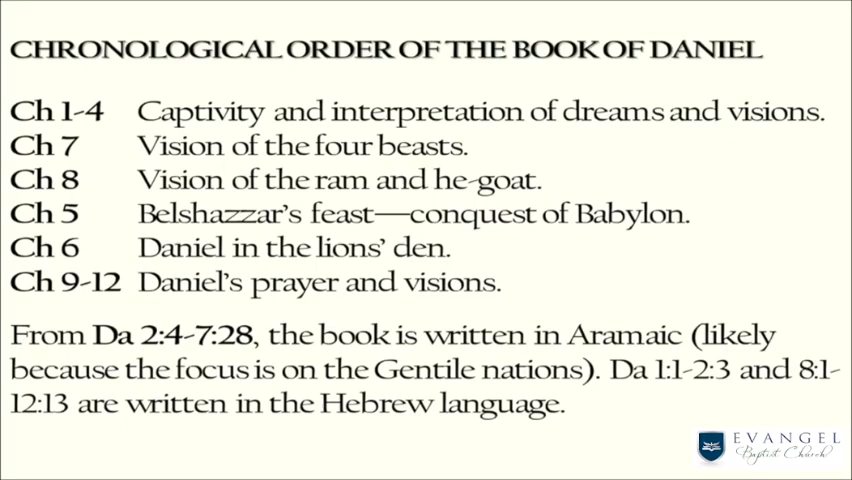 CHRONOLOGICAL ORDER OF THE BOOK OF DANIEL
Ch 1-4 Captivity and interpretation of dreams and visions.
Ch 7 Vision of the four beasts.
Ch 8 Vision of the ram and he-goat.
Ch 5 Belshazzar's feast—conquest of Babylon.
Ch 6 Daniel in the lions' den.
Ch 9-12 Daniel's prayer and visions.
From Da 2:4-7:28, the book is written in Aramaic (likely
because the focus is on the Gentile nations). Da 1:1-2:3 and 8:1-
12:13 are written in the Hebrew language.
EVANGEL
Baptist Church